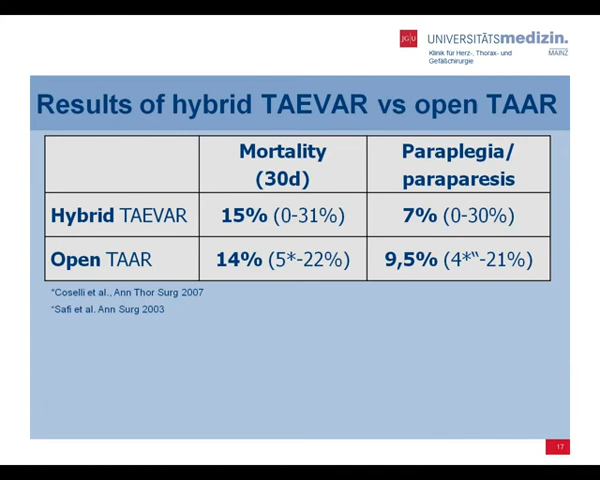 JG|U UNIVERSITÄTSmedizin.
MAINZ
Klinik für Herz-, Thorax- und
Gefäßchirurgie
Results of hybrid TAEVAR vs open TAAR
Mortality (30d) Paraplegia/ paraparesis
Hybrid TAEVAR 15% (0-31%) 7% (0-30%)
Open TAAR 14% (5*-22%) 9,5% (4*“-21%)
*Coselli et al., Ann Thor Surg 2007
“Safi et al. Ann Surg 2003
17